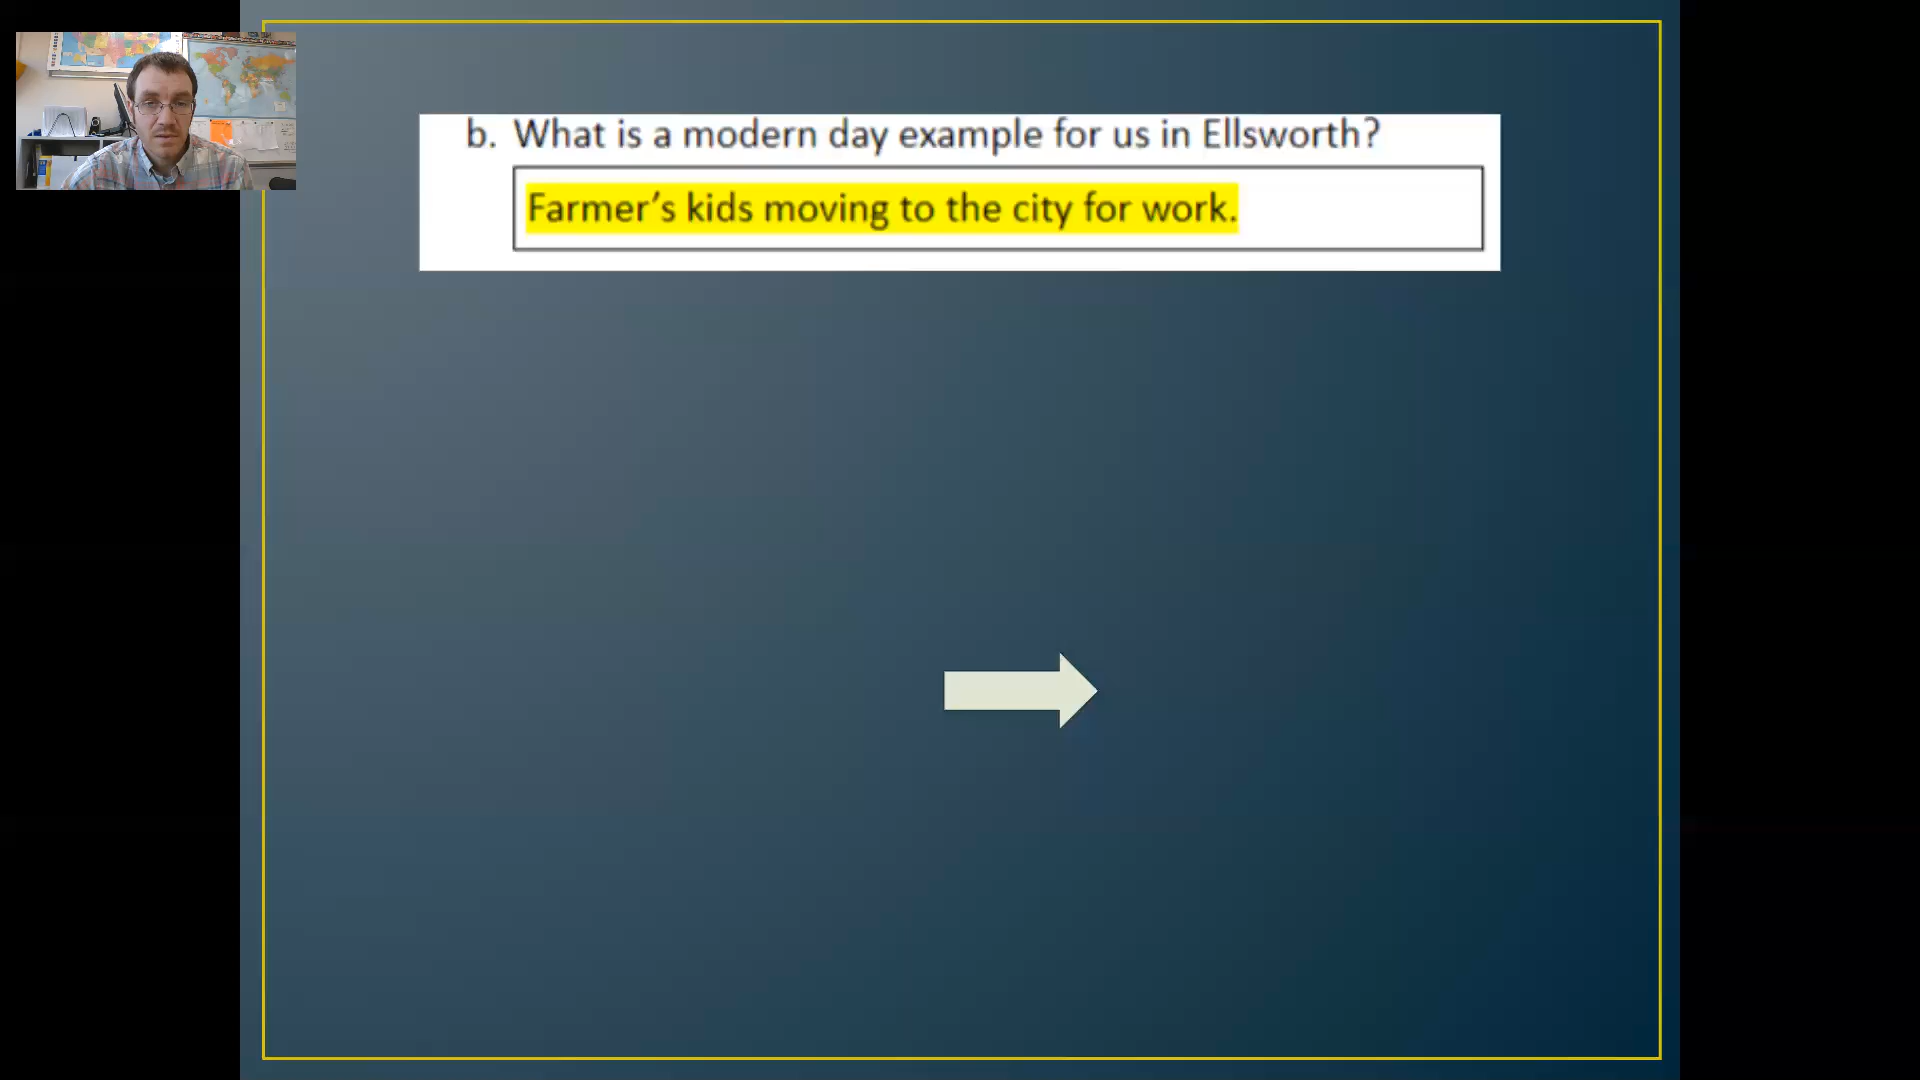 b. What is a modern day example for us in Ellsworth?
Farmer's kids moving to the city for work.